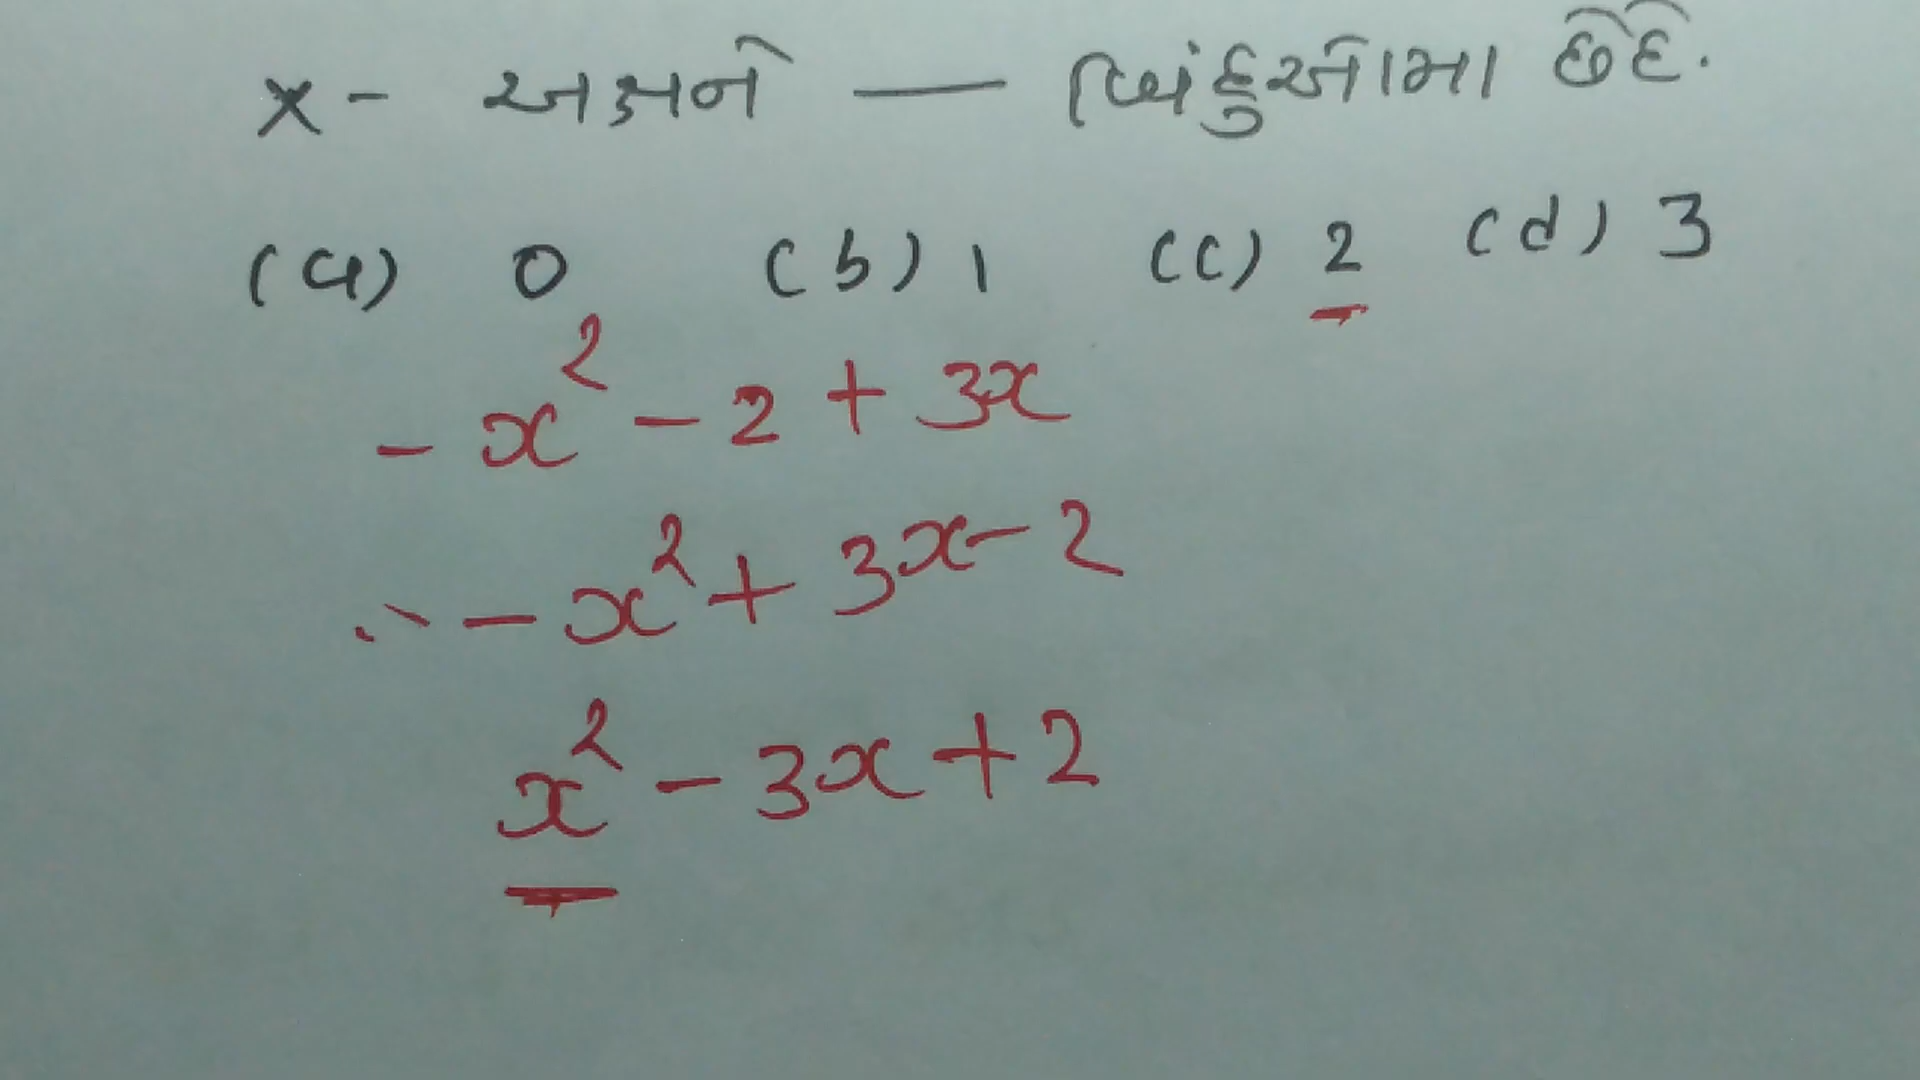 x - અક્ષને — બિંદુઓમાં છેદે.
(a) 0 (b) 1 (c) 2 (d) 3
- x² - 2 + 3x
∴ - x² + 3x - 2
x² - 3x + 2